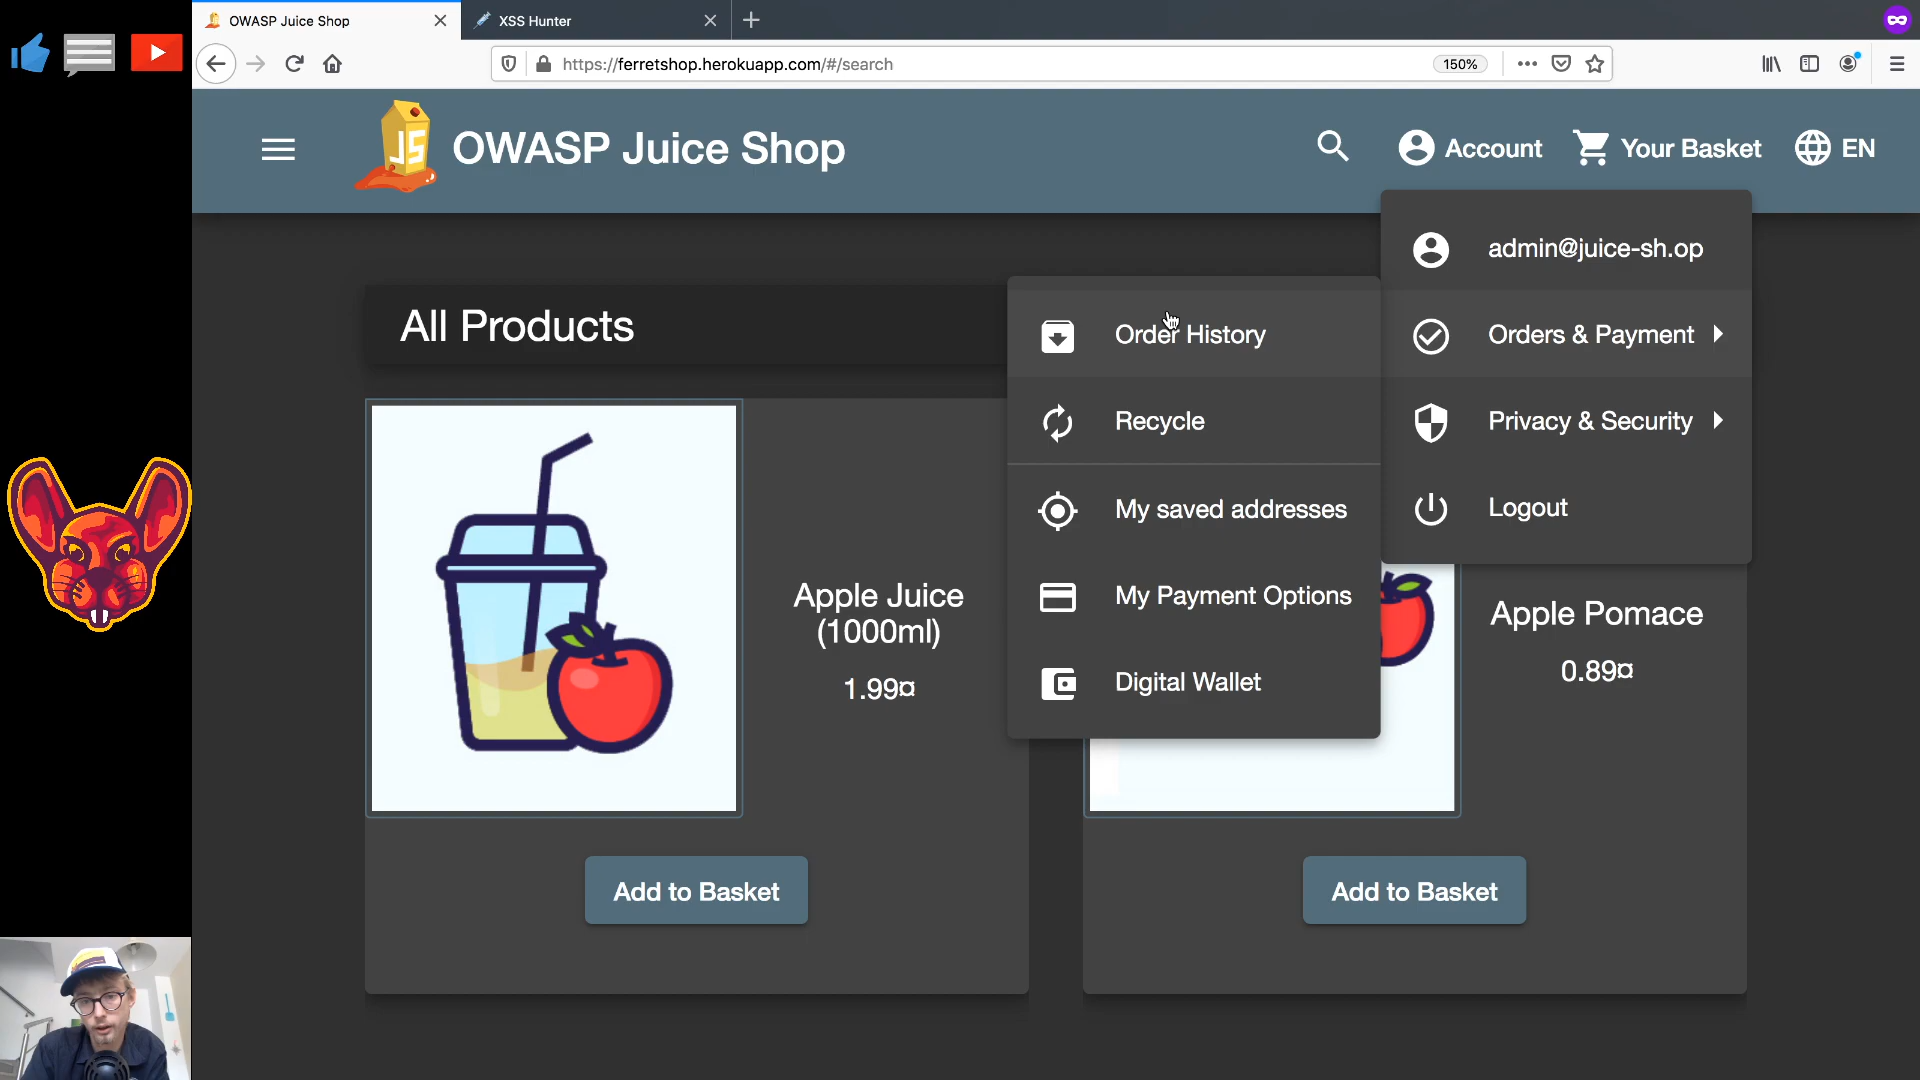 OWASP Juice Shop
XSS Hunter
https://ferretshop.herokuapp.com/#/search
150%
JS
OWASP Juice Shop
Account
Your Basket
EN
admin@juice-sh.op
Orders & Payment
Privacy & Security
Logout
Order History
Recycle
My saved addresses
My Payment Options
Digital Wallet
All Products
Apple Juice
(1000ml)
1.99¤
Add to Basket
Apple Pomace
0.89¤
Add to Basket